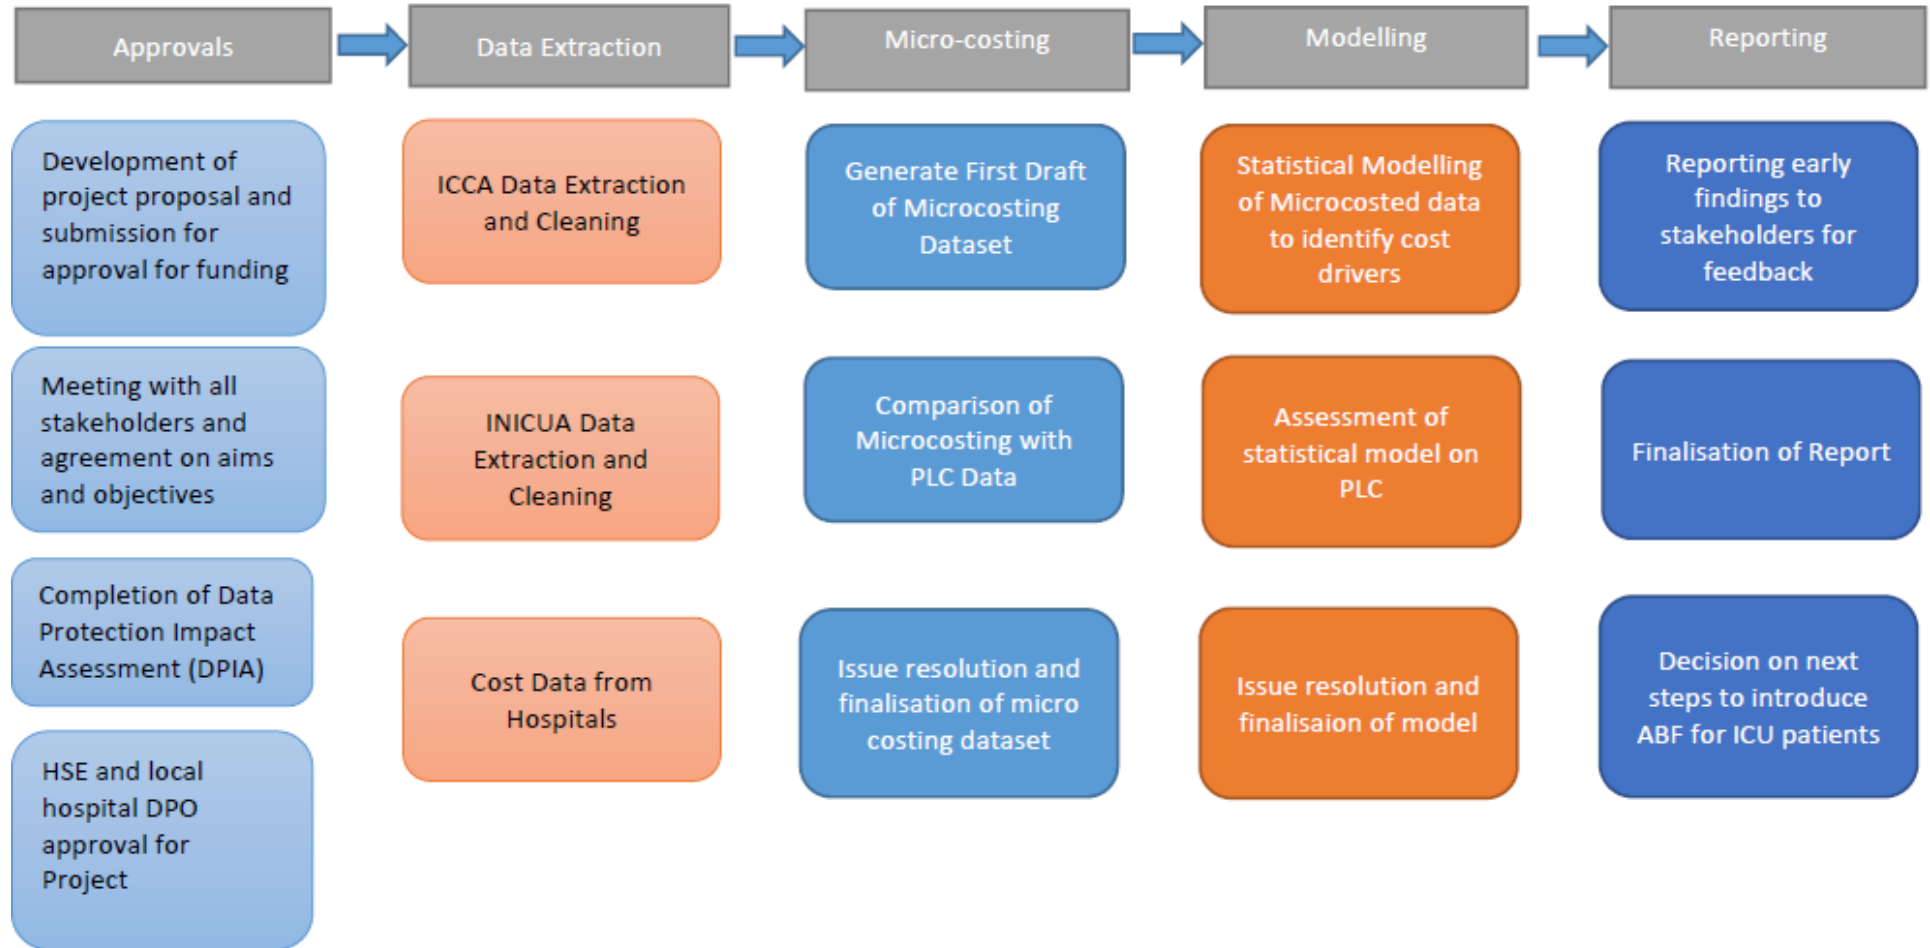 Approvals
Data Extraction
Micro-costing
Modelling
Reporting
Development of
project proposal and
submission for
approval for funding
Meeting with all
stakeholders and
agreement on aims
and objectives
Completion of Data
Protection Impact
Assessment (DPIA)
HSE and local
hospital DPO
approval for
Project
ICCA Data Extraction
and Cleaning
INICUA Data
Extraction and
Cleaning
Cost Data from
Hospitals
Generate First Draft
of Microcosting
Dataset
Comparison of
Microcosting with
PLC Data
Issue resolution and
finalisation of micro
costing dataset
Statistical Modelling
of Microcosted data
to identify cost
drivers
Assessment of
statistical model on
PLC
Issue resolution and
finalisaion of model
Reporting early
findings to
stakeholders for
feedback
Finalisation of Report
Decision on next
steps to introduce
ABF for ICU patients